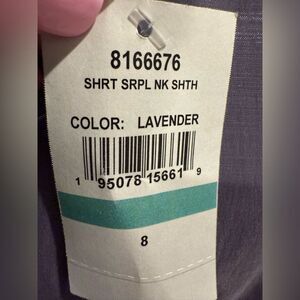 8166676
SHRT SRPL NK SHTH
COLOR: LAVENDER
1 95078 15661 9
8